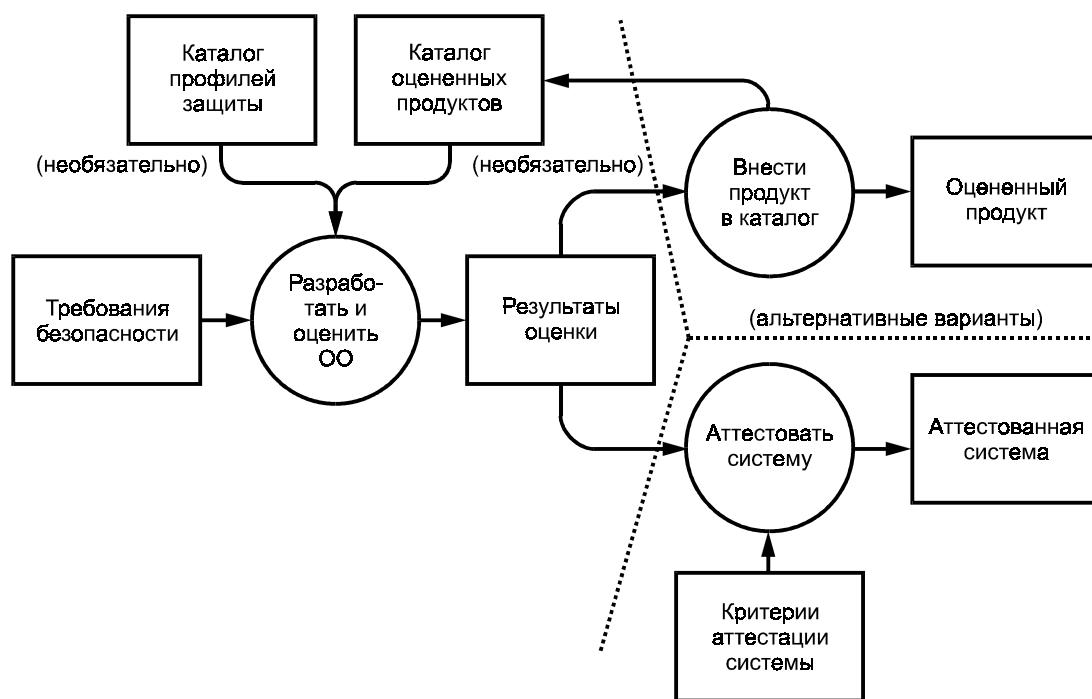 Каталог
профилей
защиты
Каталог
оцененных
продуктов
(необязательно)
(необязательно)
Внести
продукт
в каталог
Оцененный
продукт
Требования
безопасности
Разрабо-
тать и
оценить
ОО
Результаты
оценки
(альтернативные варианты)
Аттестовать
систему
Аттестованная
система
Критерии
аттестации
системы